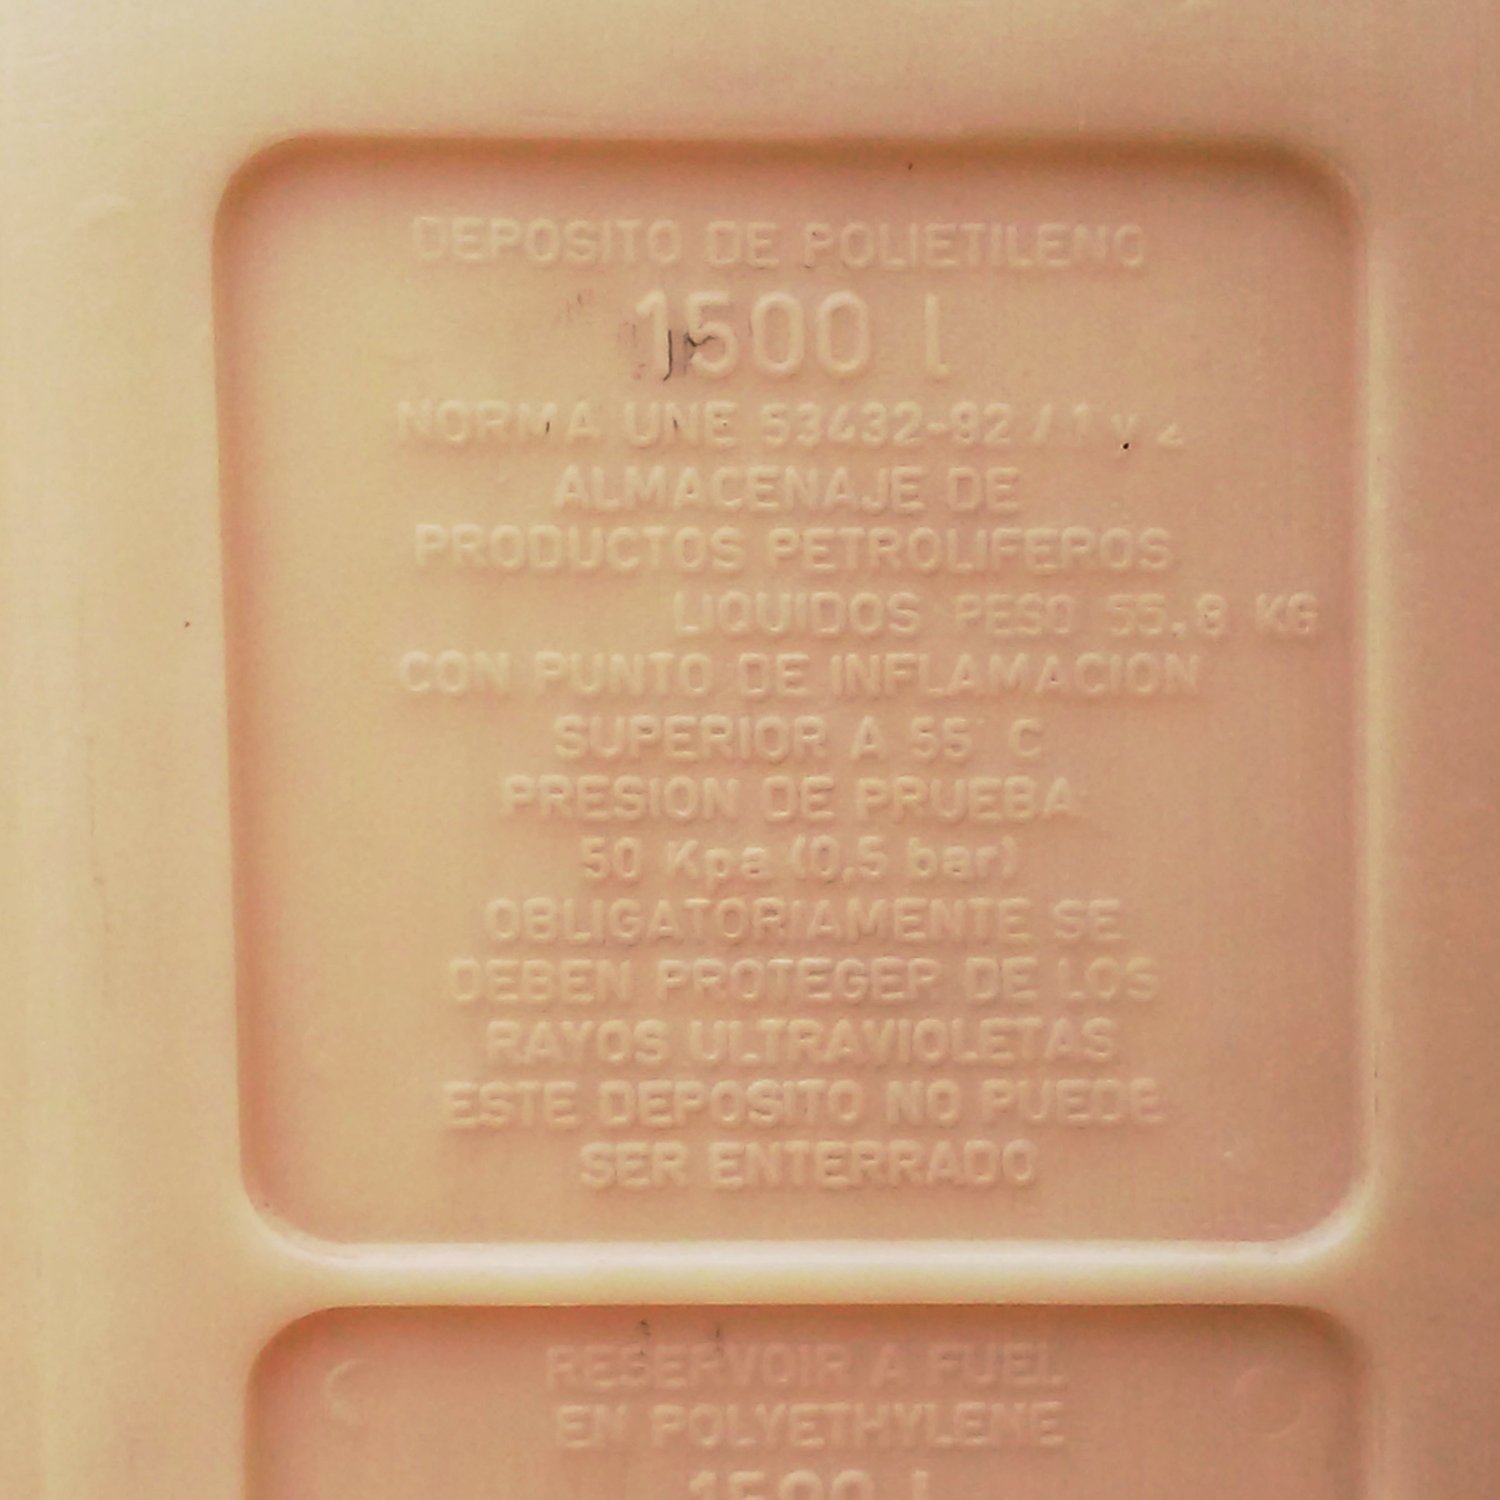 DEPOSITO DE POLIETILENO
1500 l
NORMA UNE 53432-92 / 1 y 2
ALMACENAJE DE
PRODUCTOS PETROLIFEROS
LIQUIDOS PESO 55.8 KG
CON PUNTO DE INFLAMACION
SUPERIOR A 55° C
PRESION DE PRUEBA
50 Kpa (0.5 bar)
OBLIGATORIAMENTE SE
DEBEN PROTEGER DE LOS
RAYOS ULTRAVIOLETAS
ESTE DEPOSITO NO PUEDE
SER ENTERRADO
RESERVOIR A FUEL
EN POLYETHYLENE
1500 l